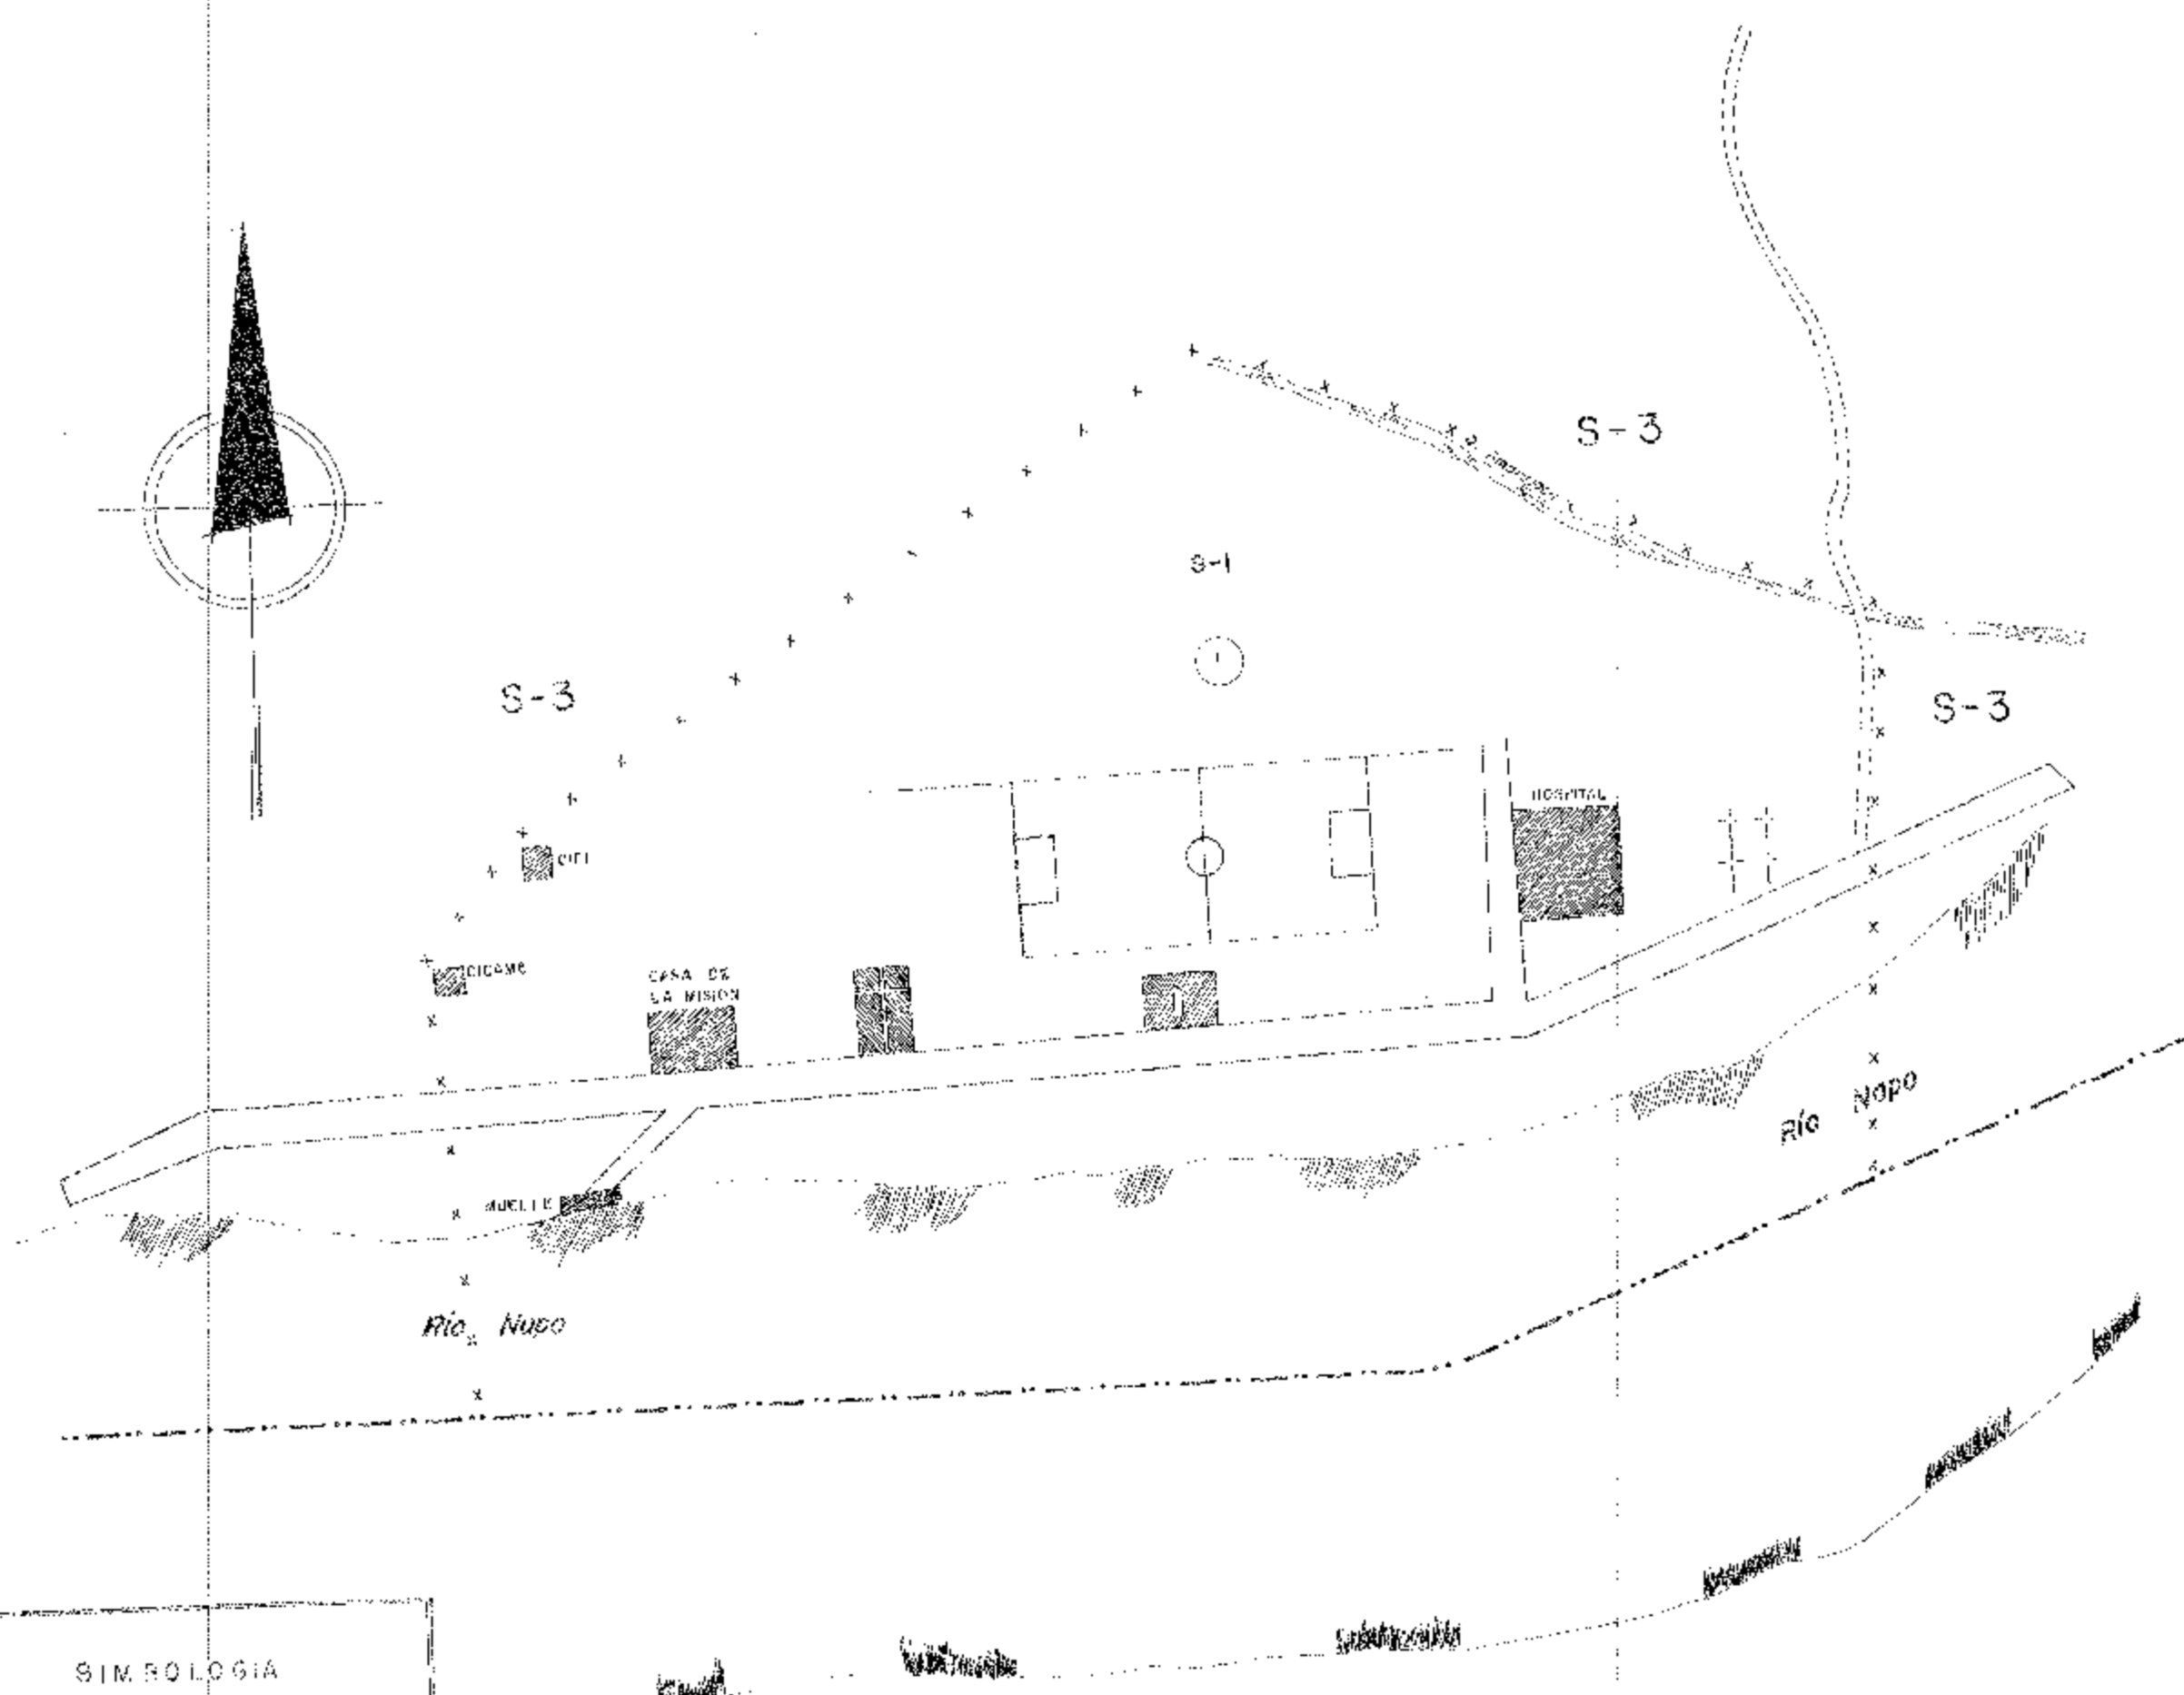 S-3
S-1
S-3
S-3
HOSPITAL
CICAME
CASA DE
LA MISION
MUELLE
Río Napo
Río Napo
SIMBOLOGIA